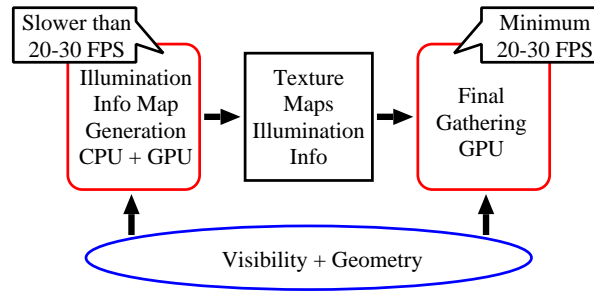 Slower than
20-30 FPS
Illumination
Info Map
Generation
CPU + GPU
Texture
Maps
Illumination
Info
Minimum
20-30 FPS
Final
Gathering
GPU
Visibility + Geometry